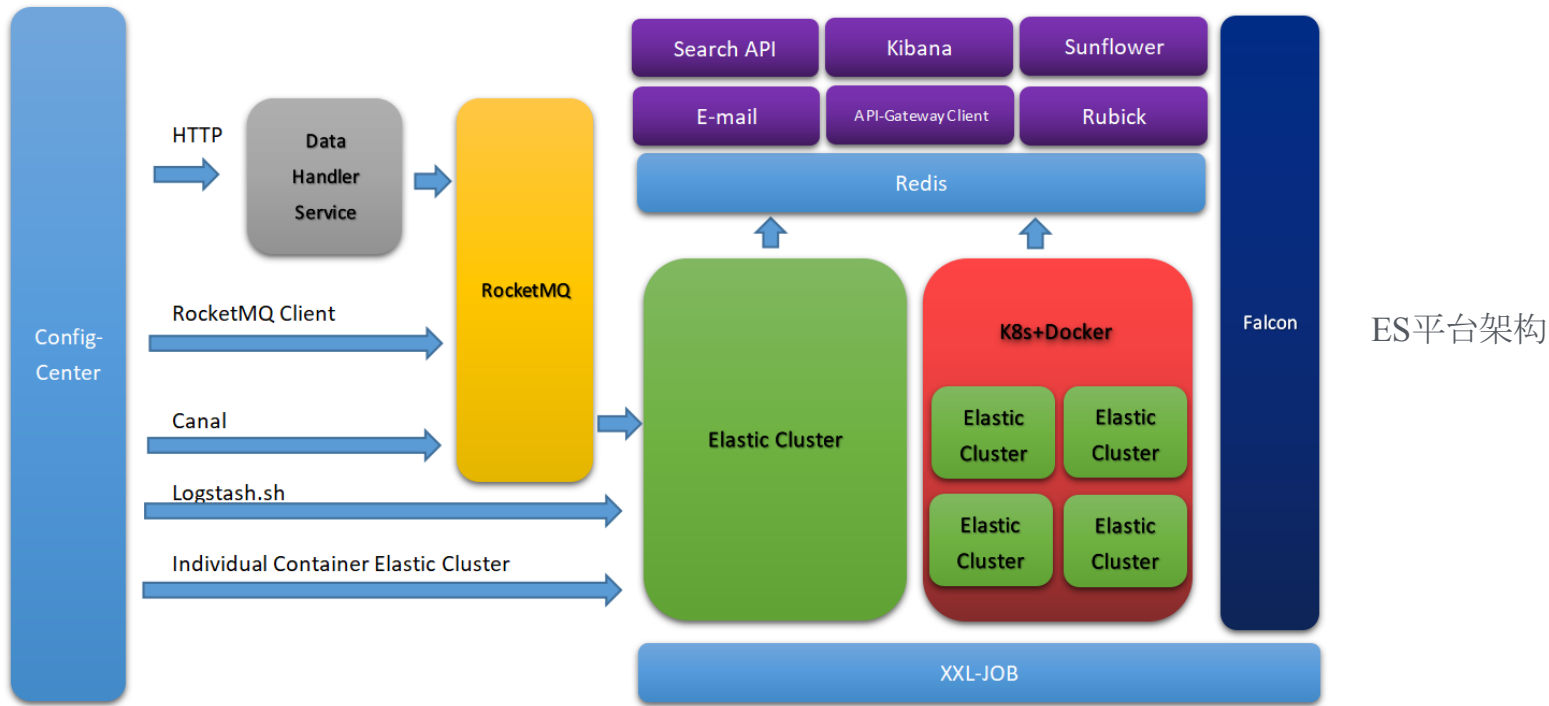 Config-
Center
HTTP
Data
Handler
Service
RocketMQ Client
Canal
Logstash.sh
Individual Container Elastic Cluster
RocketMQ
Search API
Kibana
Sunflower
E-mail
API-Gateway Client
Rubick
Redis
Elastic Cluster
K8s+Docker
Elastic
Cluster
Elastic
Cluster
Elastic
Cluster
Elastic
Cluster
XXL-JOB
Falcon
ES平台架构